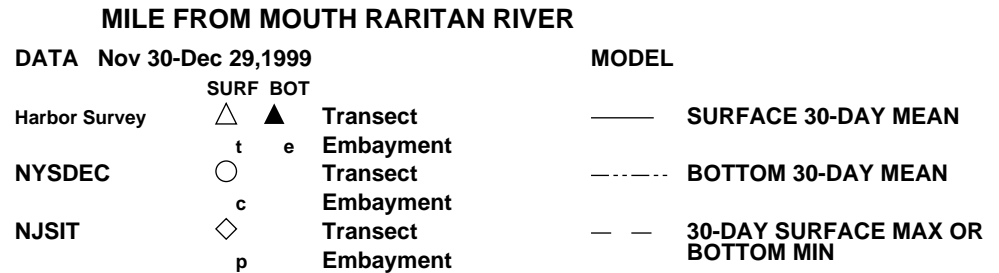 MILE FROM MOUTH RARITAN RIVER
DATA Nov 30-Dec 29,1999 MODEL
SURF BOT
Harbor Survey Transect SURFACE 30-DAY MEAN
t e Embayment
NYSDEC Transect BOTTOM 30-DAY MEAN
c Embayment
NJSIT Transect 30-DAY SURFACE MAX OR
BOTTOM MIN
p Embayment